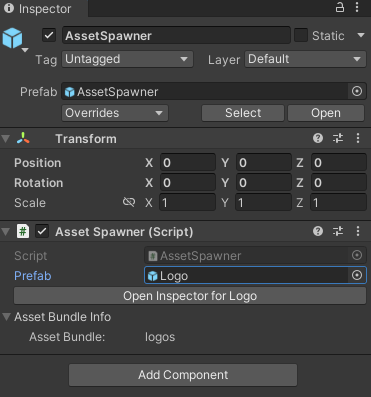 Inspector
AssetSpawner Static
Tag Untagged Layer Default
Prefab AssetSpawner
Overrides Select Open
Transform
Position X 0 Y 0 Z 0
Rotation X 0 Y 0 Z 0
Scale X 1 Y 1 Z 1
# Asset Spawner (Script)
Script # AssetSpawner
Prefab Logo
Open Inspector for Logo
Asset Bundle Info
Asset Bundle: logos
Add Component